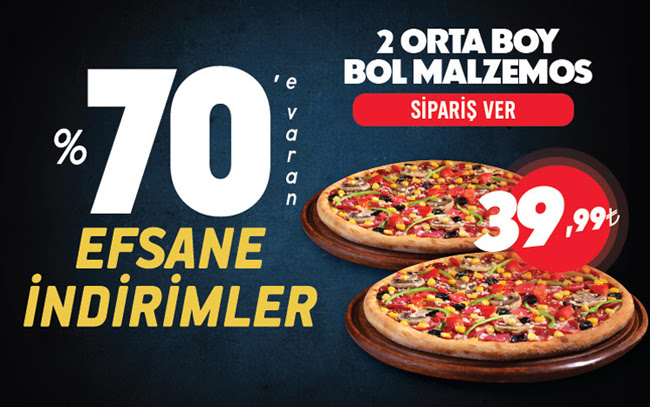 %70'e varan
EFSANE
İNDİRİMLER
2 ORTA BOY
BOL MALZEMOS
SİPARİŞ VER
39,99₺